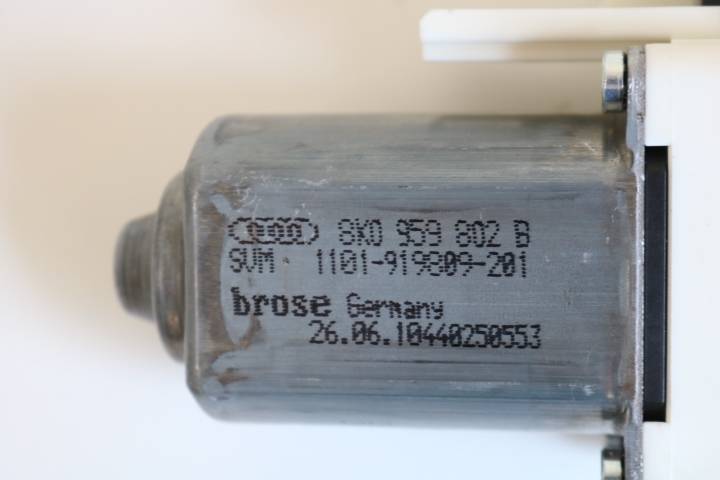 8K0 959 802 B
SVM 1101-919809-201
brose Germany
26.06.10440250553